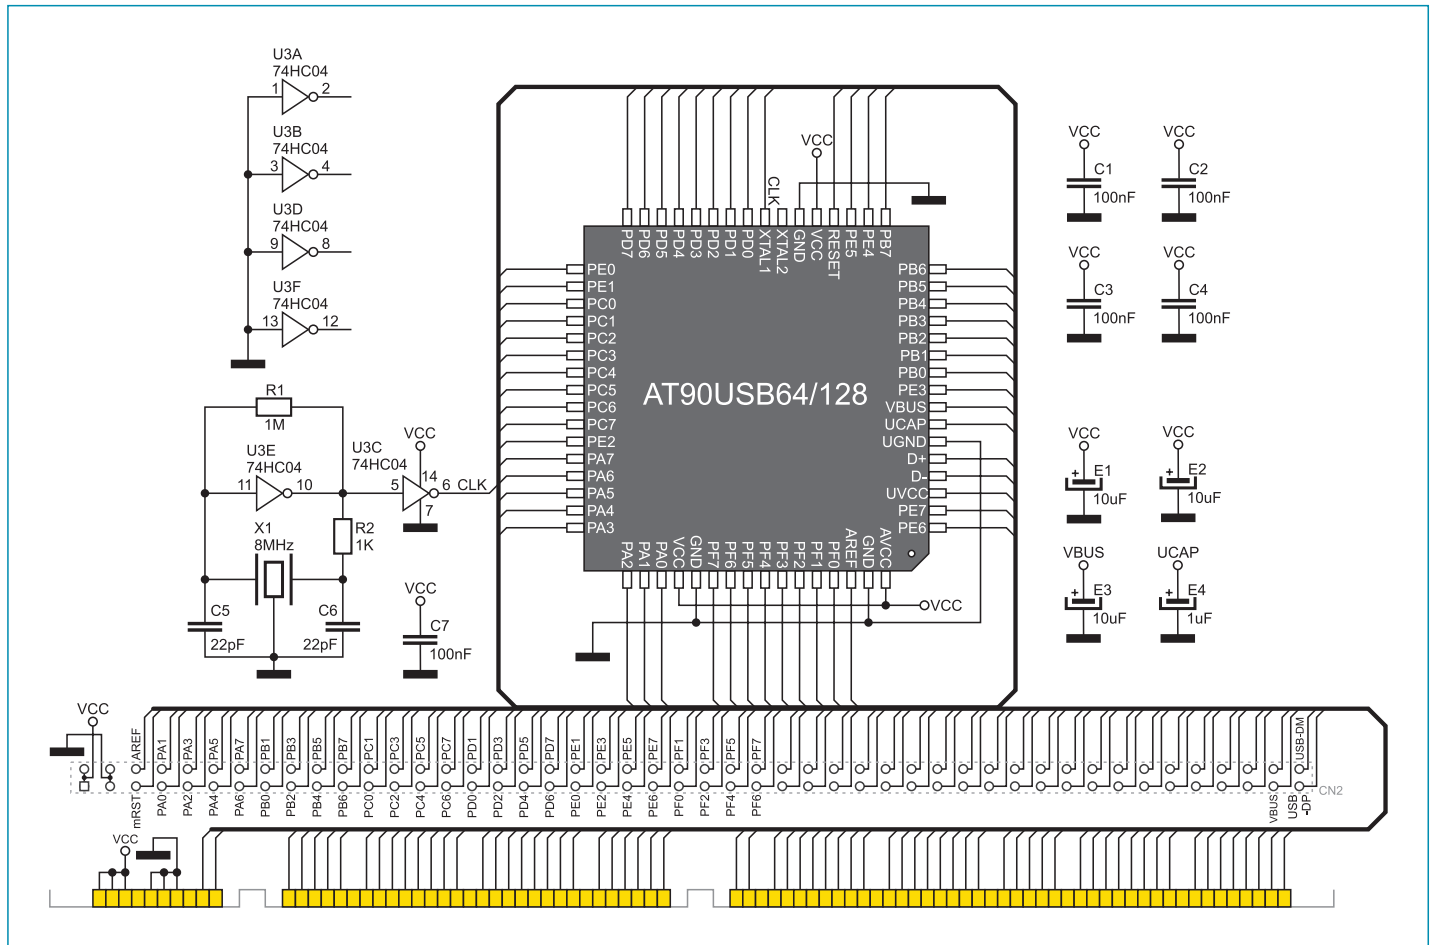 U3A
74HC04
1 2
U3B
74HC04
3 4
U3D
74HC04
9 8
U3F
74HC04
13 12
R1
1M
U3E
74HC04
11 10
U3C
74HC04
VCC
14
5 6 CLK
7
X1
8MHz
R2
1K
C5
22pF
C6
22pF
VCC
C7
100nF
VCC
CLK
PD7 PD6 PD5 PD4 PD3 PD2 PD1 PD0 XTAL1 XTAL2 GND VCC RESET PE5 PE4 PB7
PE0
PE1
PC0
PC1
PC2
PC3
PC4
PC5
PC6
PC7
PE2
PA7
PA6
PA5
PA4
PA3
AT90USB64/128
PB6
PB5
PB4
PB3
PB2
PB1
PB0
PE3
VBUS
UCAP
UGND
D+
D-
UVCC
PE7
PE6
PA2 PA1 PA0 VCC GND PF7 PF6 PF5 PF4 PF3 PF2 PF1 PF0 AREF GND AVCC
VCC
VCC
C1
100nF
VCC
C2
100nF
VCC
C3
100nF
VCC
C4
100nF
VCC
+ E1
10uF
VCC
+ E2
10uF
VBUS
+ E3
10uF
UCAP
+ E4
1uF
VCC
AREF PA1 PA3 PA5 PA7 PB1 PB3 PB5 PB7 PC1 PC3 PC5 PC7 PD1 PD3 PD5 PD7 PE1 PE3 PE5 PE7 PF1 PF3 PF5 PF7 USB-DM
mRST PA0 PA2 PA4 PA6 PB0 PB2 PB4 PB6 PC0 PC2 PC4 PC6 PD0 PD2 PD4 PD6 PE0 PE2 PE4 PE6 PF0 PF2 PF4 PF6 VBUS USB-DP
CN2
VCC